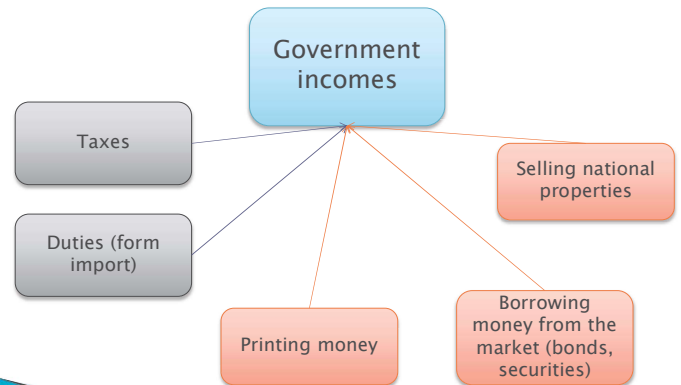 Government
incomes
Taxes
Selling national
properties
Duties (form
import)
Printing money
Borrowing
money from the
market (bonds,
securities)